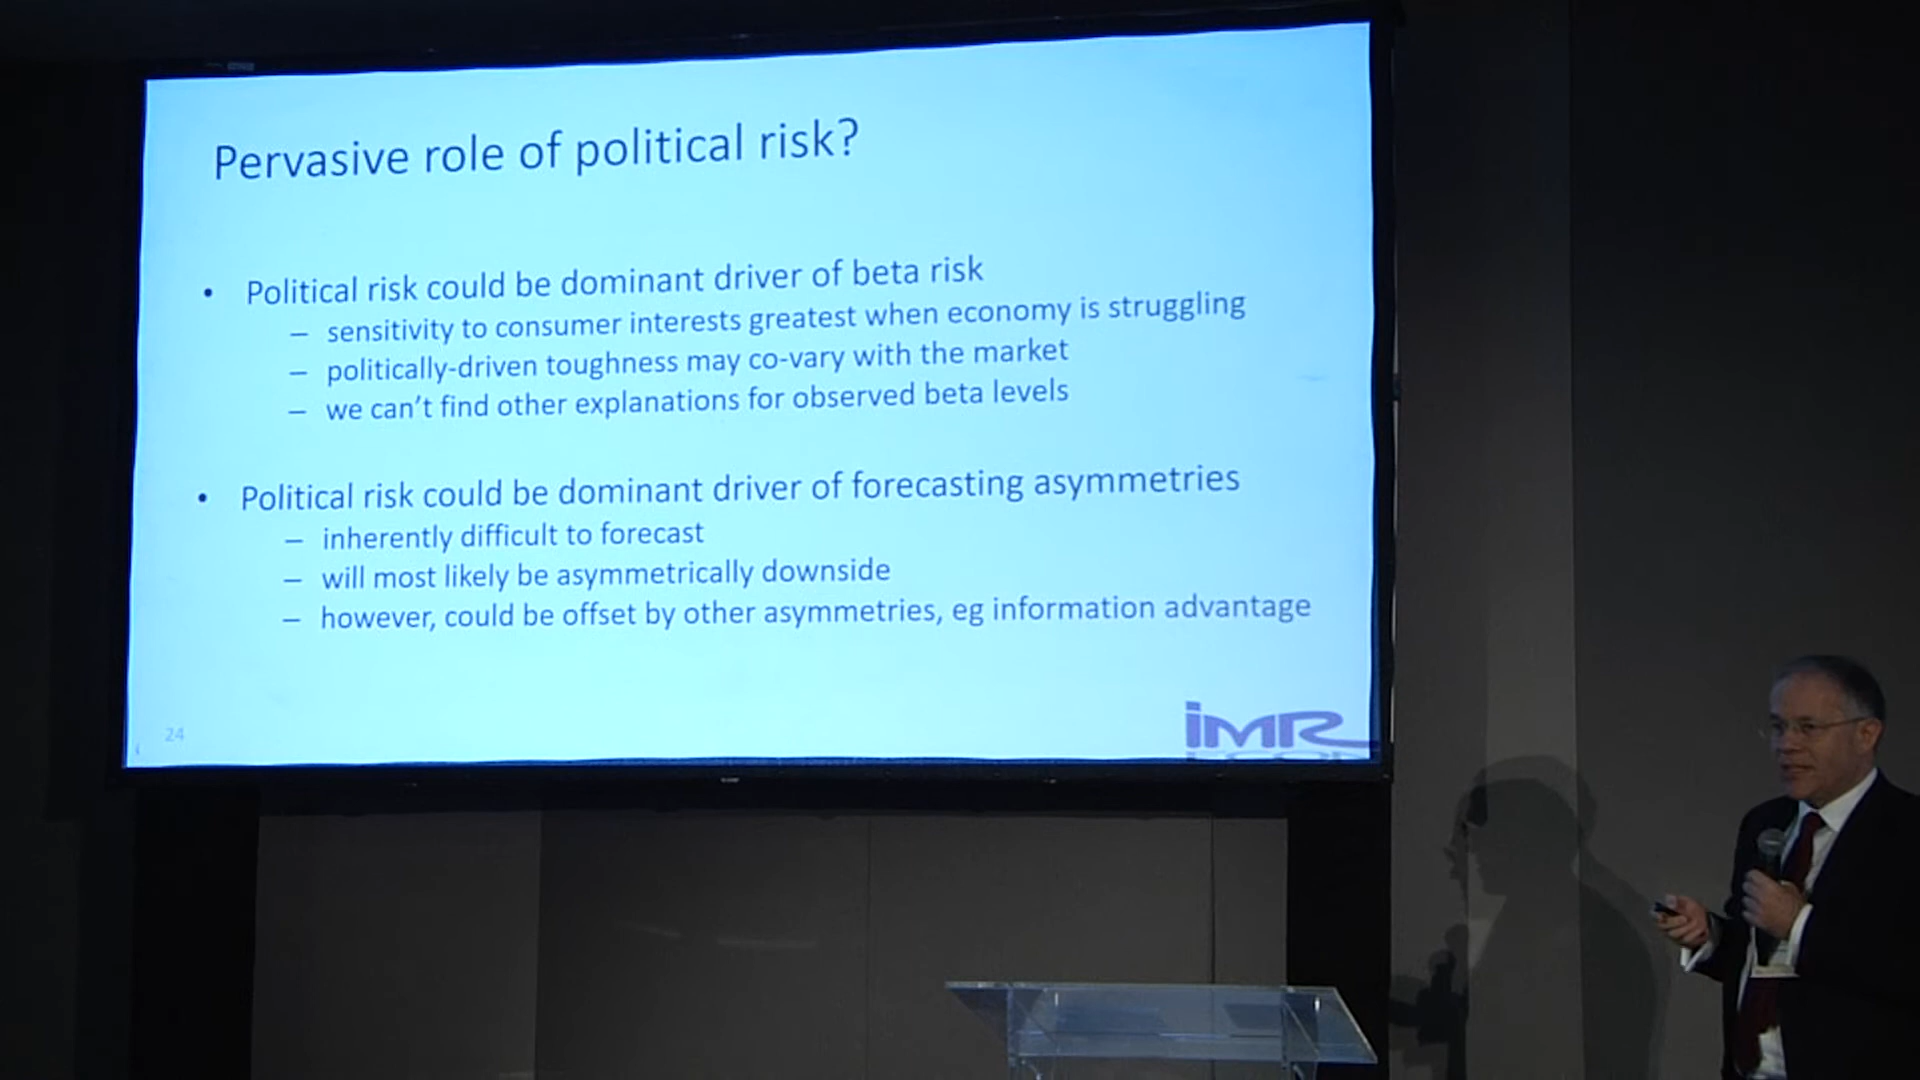 Pervasive role of political risk?
• Political risk could be dominant driver of beta risk
– sensitivity to consumer interests greatest when economy is struggling
– politically-driven toughness may co-vary with the market
– we can't find other explanations for observed beta levels
• Political risk could be dominant driver of forecasting asymmetries
– inherently difficult to forecast
– will most likely be asymmetrically downside
– however, could be offset by other asymmetries, eg information advantage
24
iMR